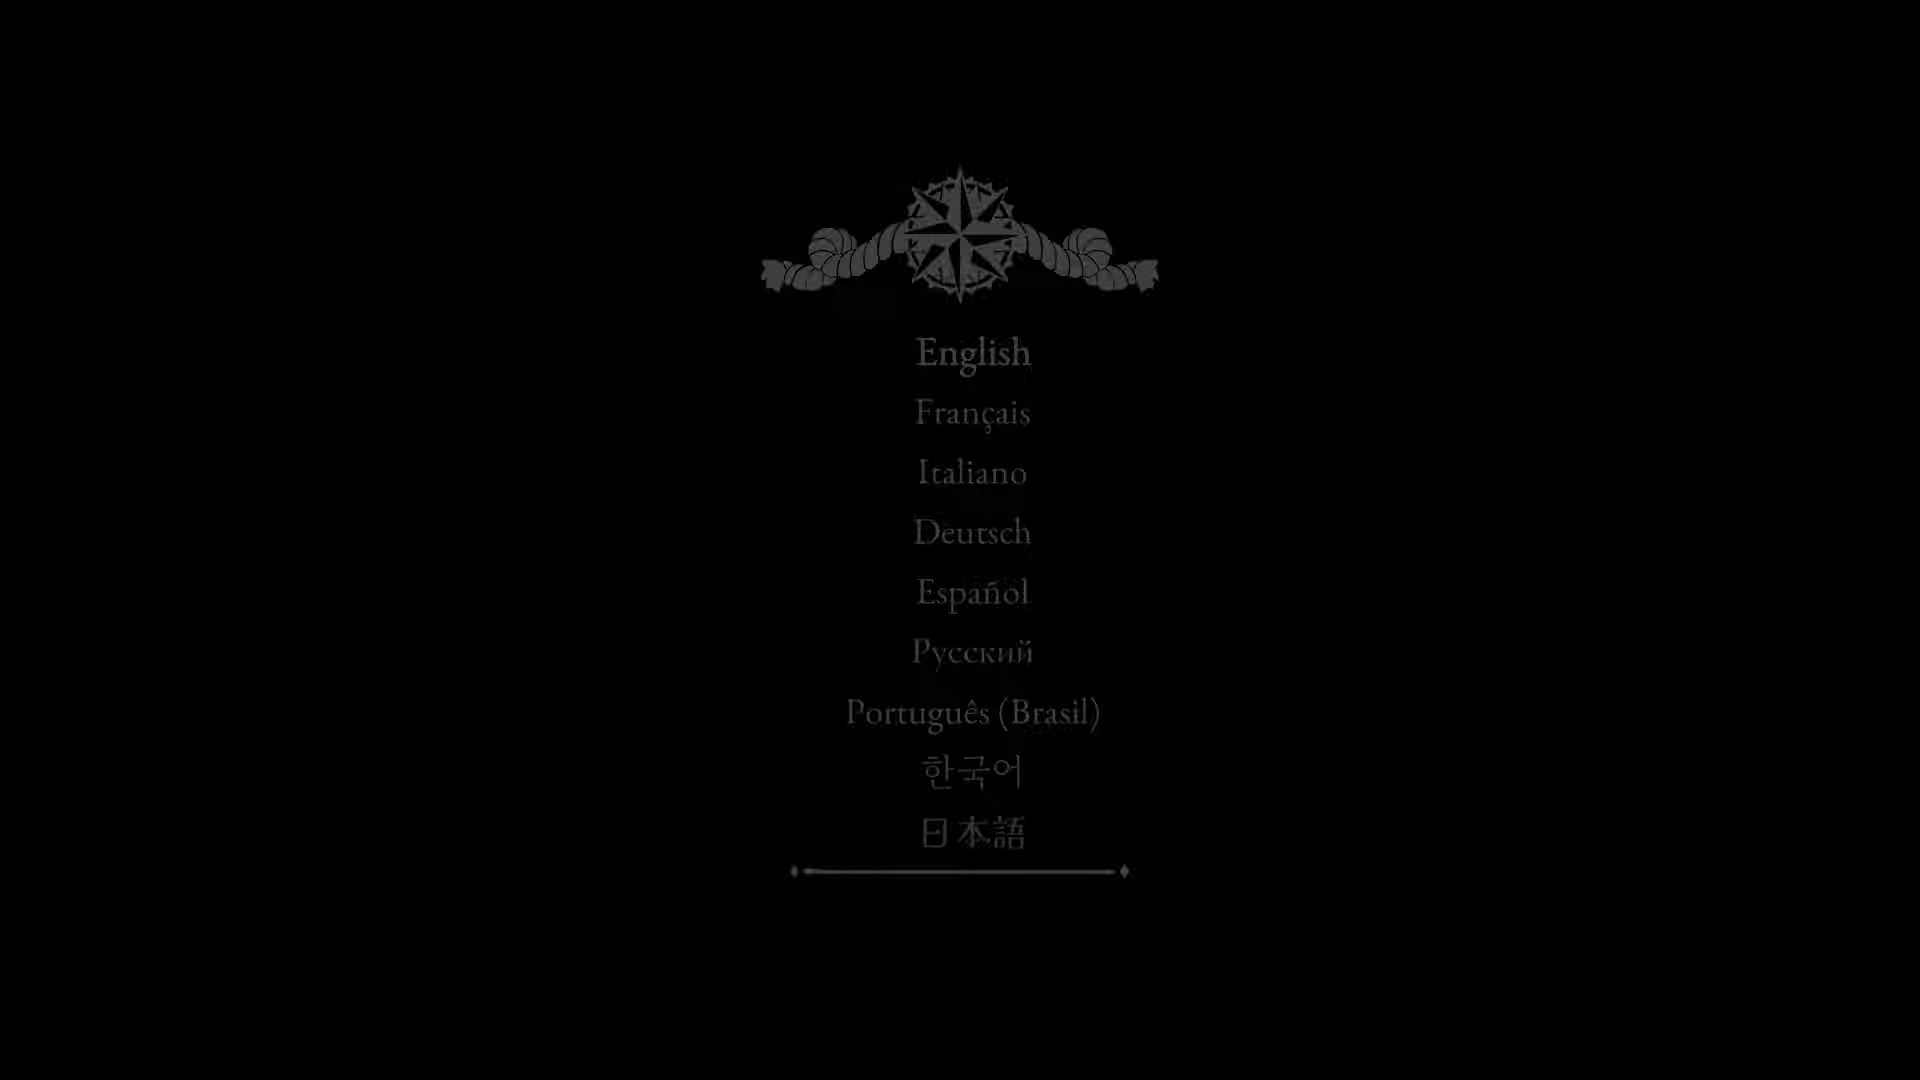 English
Français
Italiano
Deutsch
Español
Русский
Português (Brasil)
한국어
日本語